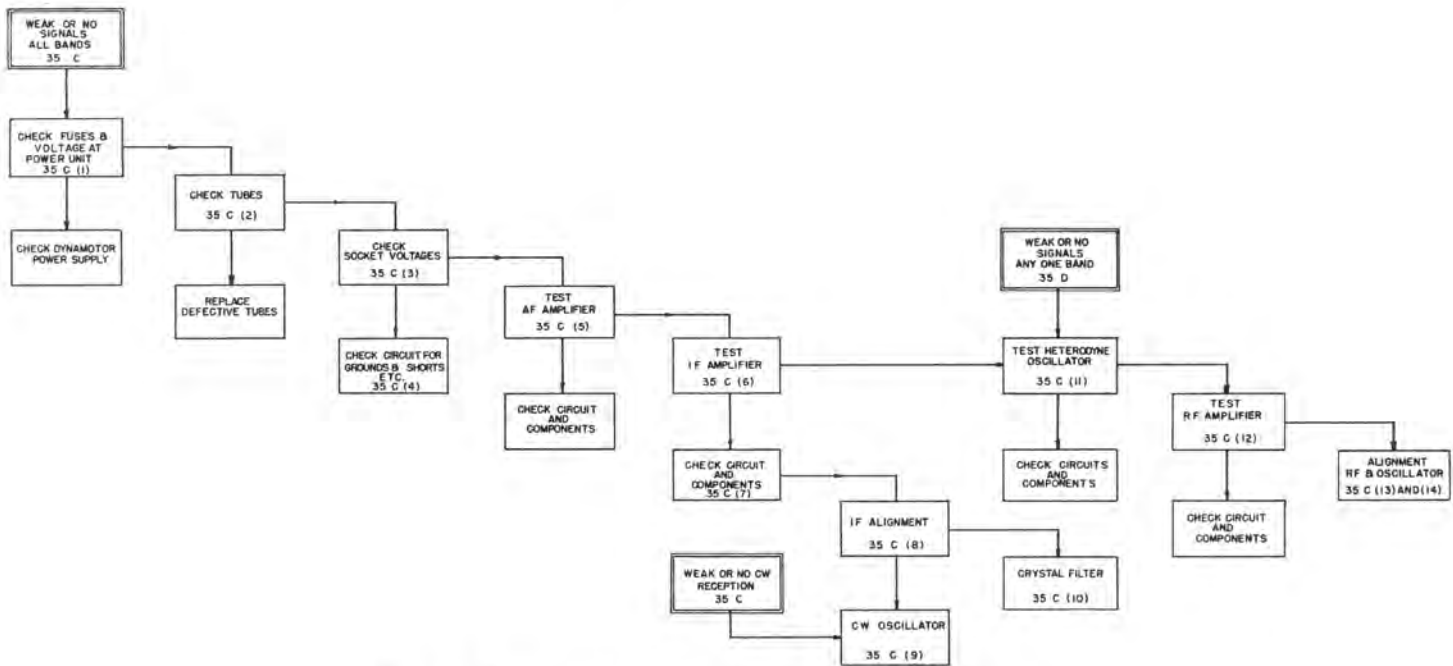 WEAK OR NO
SIGNALS
ALL BANDS
35 C
CHECK FUSES &
VOLTAGE AT
POWER UNIT
35 C (1)
CHECK DYNAMOTOR
POWER SUPPLY
CHECK TUBES
35 C (2)
REPLACE
DEFECTIVE TUBES
CHECK
SOCKET VOLTAGES
35 C (3)
CHECK CIRCUIT FOR
GROUNDS & SHORTS
ETC.
35 C (4)
TEST
AF AMPLIFIER
35 C (5)
CHECK CIRCUIT
AND
COMPONENTS
TEST
IF AMPLIFIER
35 C (6)
CHECK CIRCUIT
AND
COMPONENTS
35 C (7)
IF ALIGNMENT
35 C (8)
WEAK OR NO CW
RECEPTION
35 C
CW OSCILLATOR
35 C (9)
CRYSTAL FILTER
35 C (10)
WEAK OR NO
SIGNALS
ANY ONE BAND
35 D
TEST HETERODYNE
OSCILLATOR
35 C (11)
CHECK CIRCUITS
AND
COMPONENTS
TEST
RF AMPLIFIER
35 C (12)
CHECK CIRCUIT
AND
COMPONENTS
ALIGNMENT
RF & OSCILLATOR
35 C (13) AND (14)